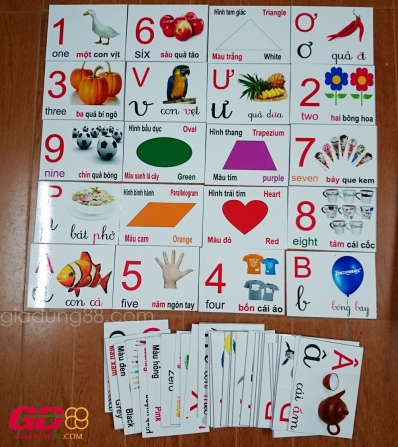 1
one một con vịt
6
six sáu quả táo
Hình tam giác Triangle
Màu trắng White
Ơ
ơ quả ớt
3
three ba quả bí ngô
V
v con vẹt
Ư
ư quả dứa
2
two hai bông hoa
9
nine chín quả bóng
Hình bầu dục Oval
Màu xanh lá cây Green
Hình thang Trapezium
Màu tím purple
7
seven bảy que kem
P
p bát phở
Hình bình hành Parallelogram
Màu cam Orange
Hình trái tim Heart
Màu đỏ Red
8
eight tám cái cốc
con cá
5
five năm ngón tay
4
four bốn cái áo
B
b bóng bay
giadung88.com
Màu đen
Black
Grey
Màu hồng
Pink
Zero
Â
â cái ấm
GD88
GIADUNG88.COM